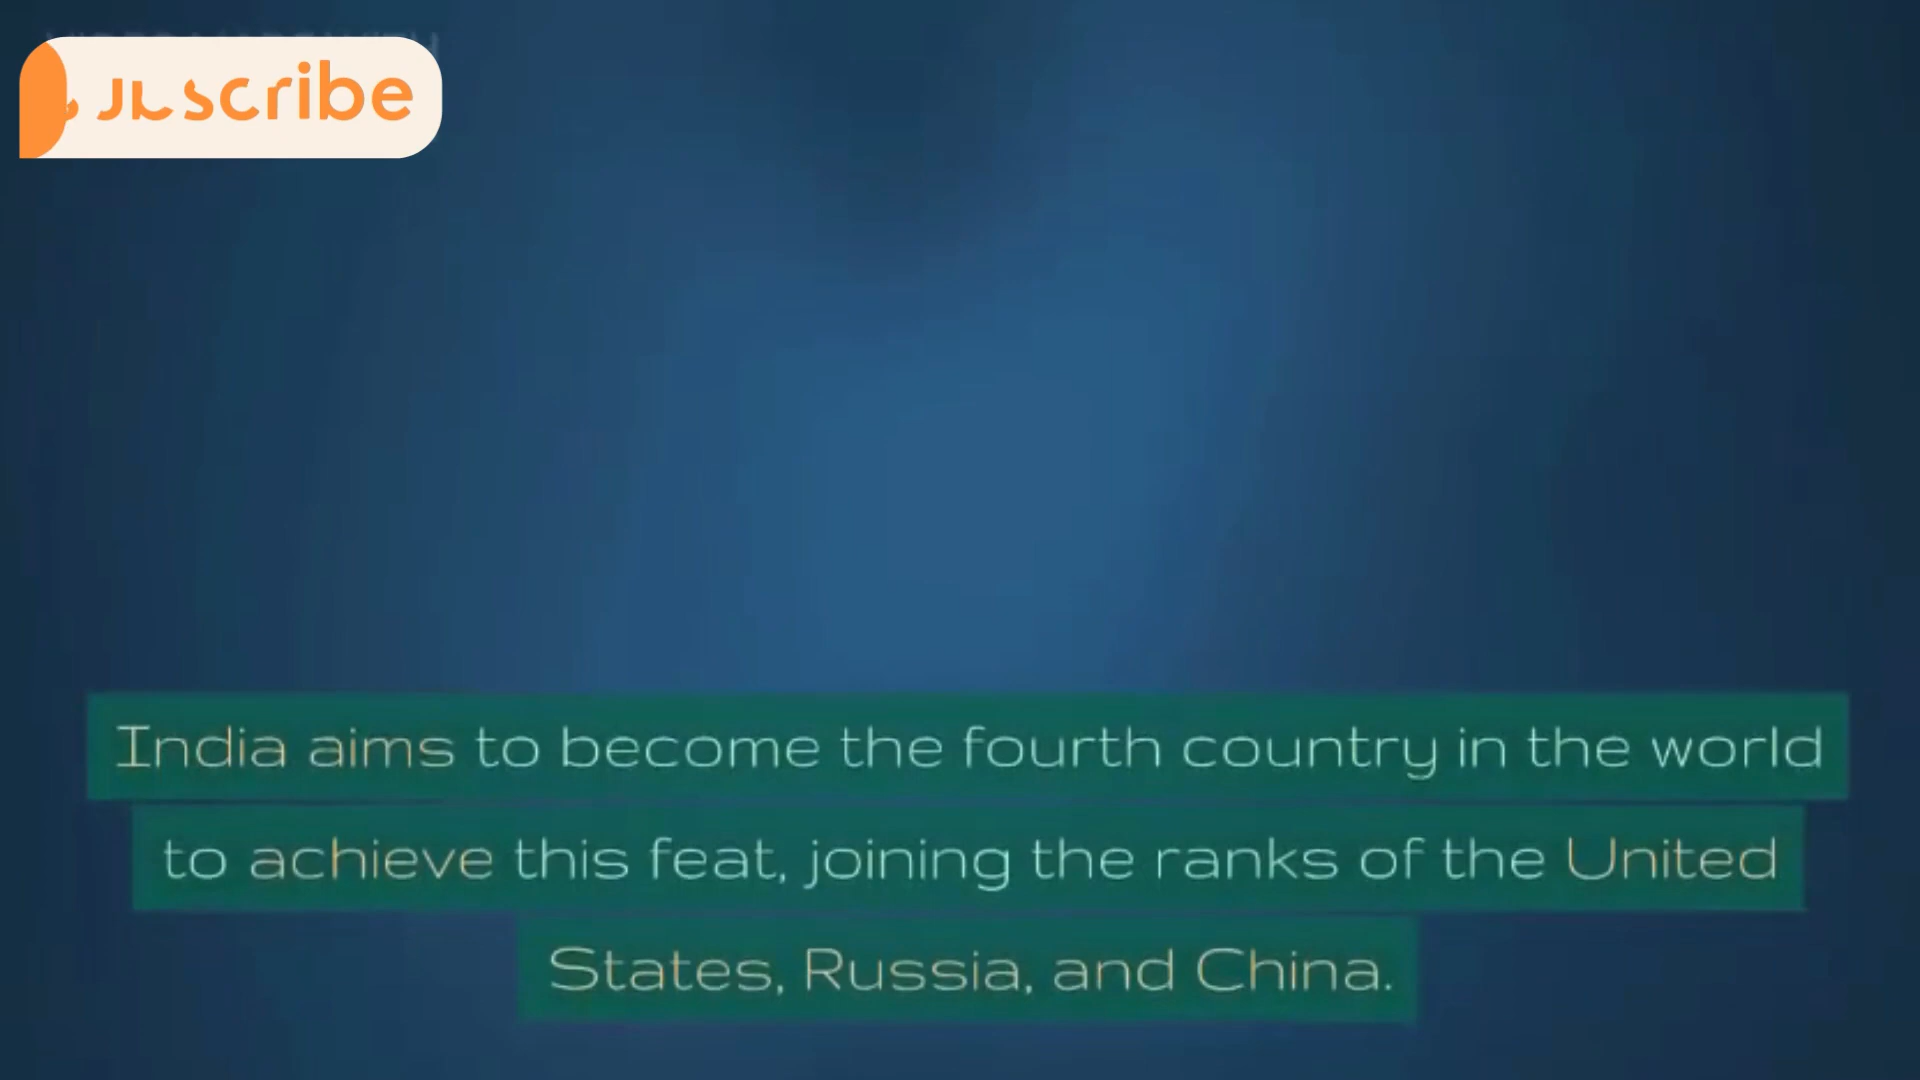 India aims to become the fourth country in the world
to achieve this feat, joining the ranks of the United
States, Russia, and China.